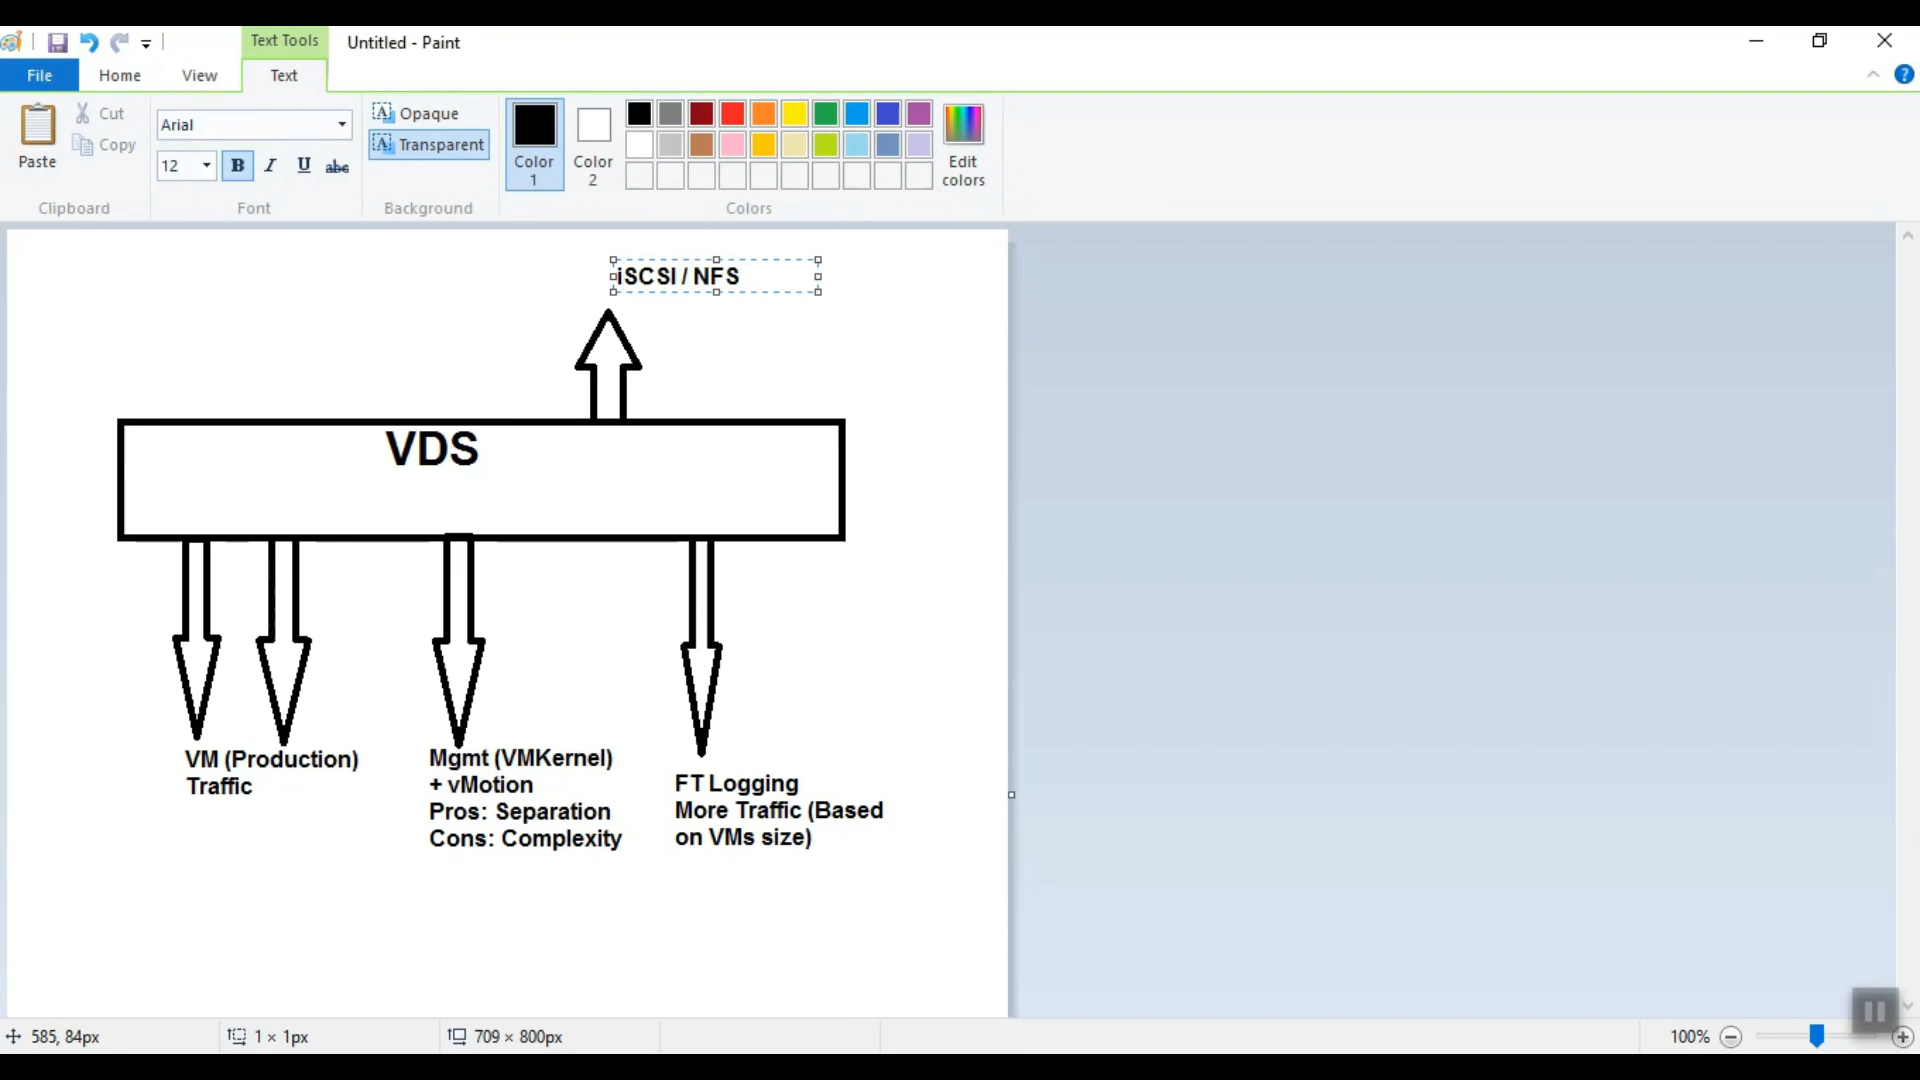 Text Tools
Untitled - Paint
File
Home
View
Text
Paste
Cut
Copy
Clipboard
Arial
12
B I U abc
Font
Opaque
Transparent
Background
Color 1
Color 2
Edit colors
Colors
iSCSI / NFS
VDS
VM (Production)
Traffic
Mgmt (VMKernel)
+ vMotion
Pros: Separation
Cons: Complexity
FT Logging
More Traffic (Based
on VMs size)
585, 84px
1 × 1px
709 × 800px
100%